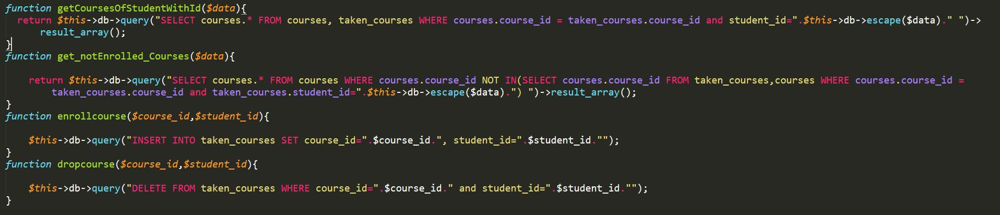 function getCoursesOfStudentWithId($data){
return $this->db->query("SELECT courses.* FROM courses, taken_courses WHERE courses.course_id = taken_courses.course_id and student_id=".$this->db->escape($data)." ")->
result_array();
}
function get_notEnrolled_Courses($data){
return $this->db->query("SELECT courses.* FROM courses WHERE courses.course_id NOT IN(SELECT courses.course_id FROM taken_courses,courses WHERE courses.course_id =
taken_courses.course_id and taken_courses.student_id=".$this->db->escape($data).") ")->result_array();
}
function enrollcourse($course_id,$student_id){
$this->db->query("INSERT INTO taken_courses SET course_id=".$course_id.", student_id=".$student_id."");
}
function dropcourse($course_id,$student_id){
$this->db->query("DELETE FROM taken_courses WHERE course_id=".$course_id." and student_id=".$student_id."");
}